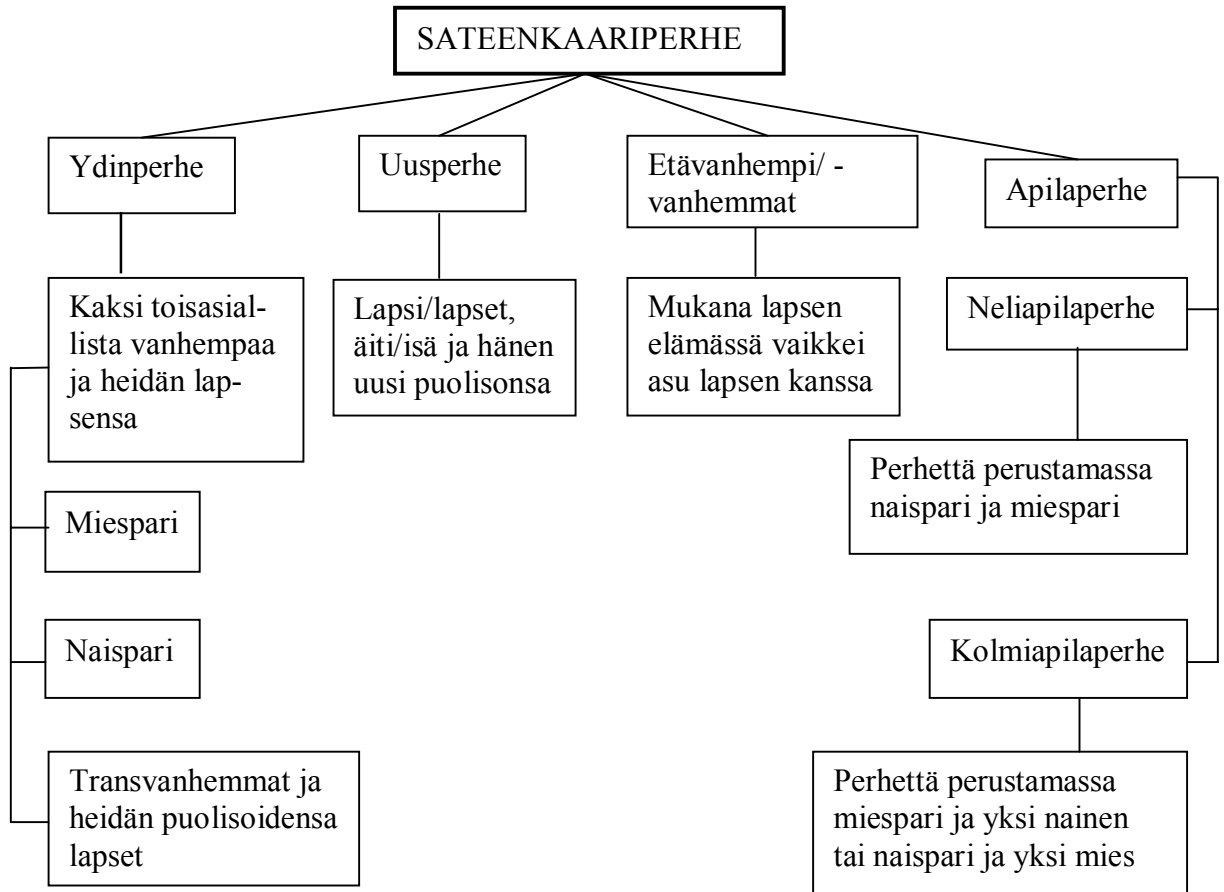 SATEENKAARIPERHE
Ydinperhe
Uusperhe
Etävanhempi/ -
vanhemmat
Apilaperhe
Kaksi toisasial-
lista vanhempaa
ja heidän lap-
sensa
Lapsi/lapset,
äiti/isä ja hänen
uusi puolisonsa
Mukana lapsen
elämässä vaikkei
asu lapsen kanssa
Neliapilaperhe
Perhettä perustamassa
naispari ja miespari
Miespari
Naispari
Kolmiapilaperhe
Transvanhemmat ja
heidän puolisoidensa
lapset
Perhettä perustamassa
miespari ja yksi nainen
tai naispari ja yksi mies